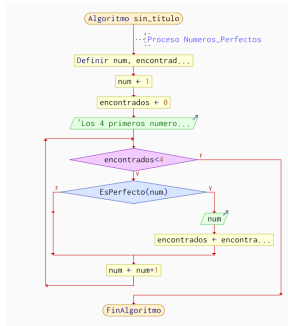 Algoritmo sin_titulo
Proceso Numeros_Perfectos
Definir num, encontrad...
num ← 1
encontrados ← 0
'Los 4 primeros numero...
encontrados<4
F
V
EsPerfecto(num)
F
V
num
encontrados ← encontra...
num ← num+1
FinAlgoritmo